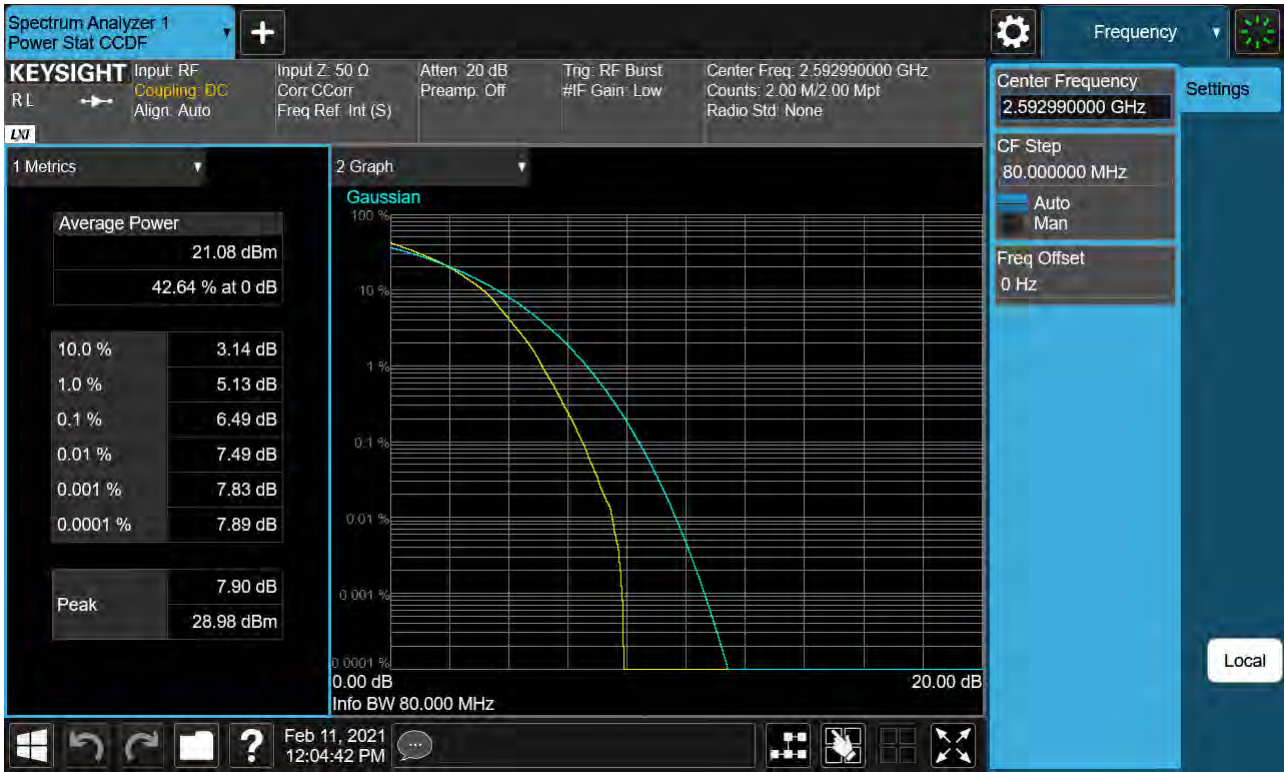 Spectrum Analyzer 1
Power Stat CCDF
+
Frequency
KEYSIGHT
RL
LXI
Input: RF
Coupling: DC
Align: Auto
Input Z: 50 Ω
Corr CCorr
Freq Ref: Int (S)
Atten: 20 dB
Preamp: Off
Trig: RF Burst
#IF Gain: Low
Center Freq: 2.592990000 GHz
Counts: 2.00 M/2.00 Mpt
Radio Std: None
Center Frequency
2.592990000 GHz
Settings
CF Step
80.000000 MHz
Auto
Man
Freq Offset
0 Hz
1 Metrics
Average Power
21.08 dBm
42.64 % at 0 dB
10.0 % 3.14 dB
1.0 % 5.13 dB
0.1 % 6.49 dB
0.01 % 7.49 dB
0.001 % 7.83 dB
0.0001 % 7.89 dB
Peak
7.90 dB
28.98 dBm
2 Graph
Gaussian
100 %
10 %
1 %
0.1 %
0.01 %
0.001 %
0.0001 %
0.00 dB 20.00 dB
Info BW 80.000 MHz
Local
?
Feb 11, 2021
12:04:42 PM